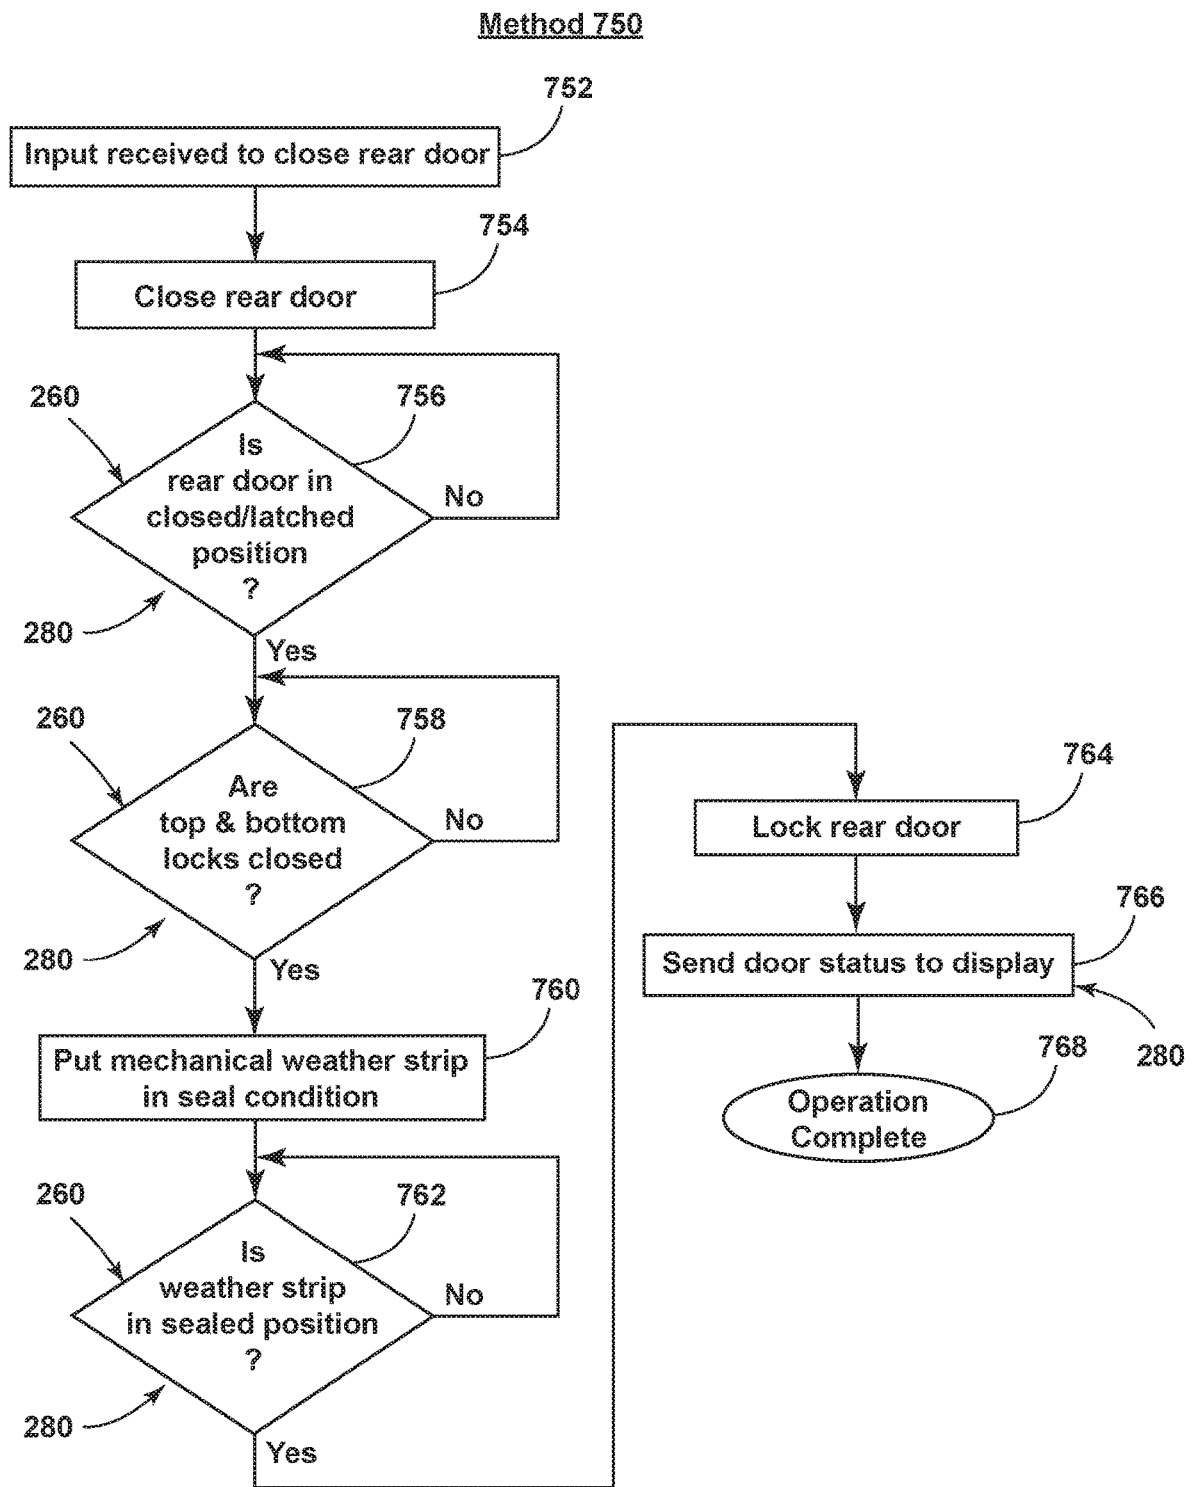 Method 750
752
Input received to close rear door
754
Close rear door
260
756
Is
rear door in
closed/latched
position
?
No
280
Yes
260
758
Are
top & bottom
locks closed
?
No
280
Yes
760
Put mechanical weather strip
in seal condition
260
762
Is
weather strip
in sealed position
?
No
280
Yes
764
Lock rear door
766
Send door status to display
280
768
Operation
Complete